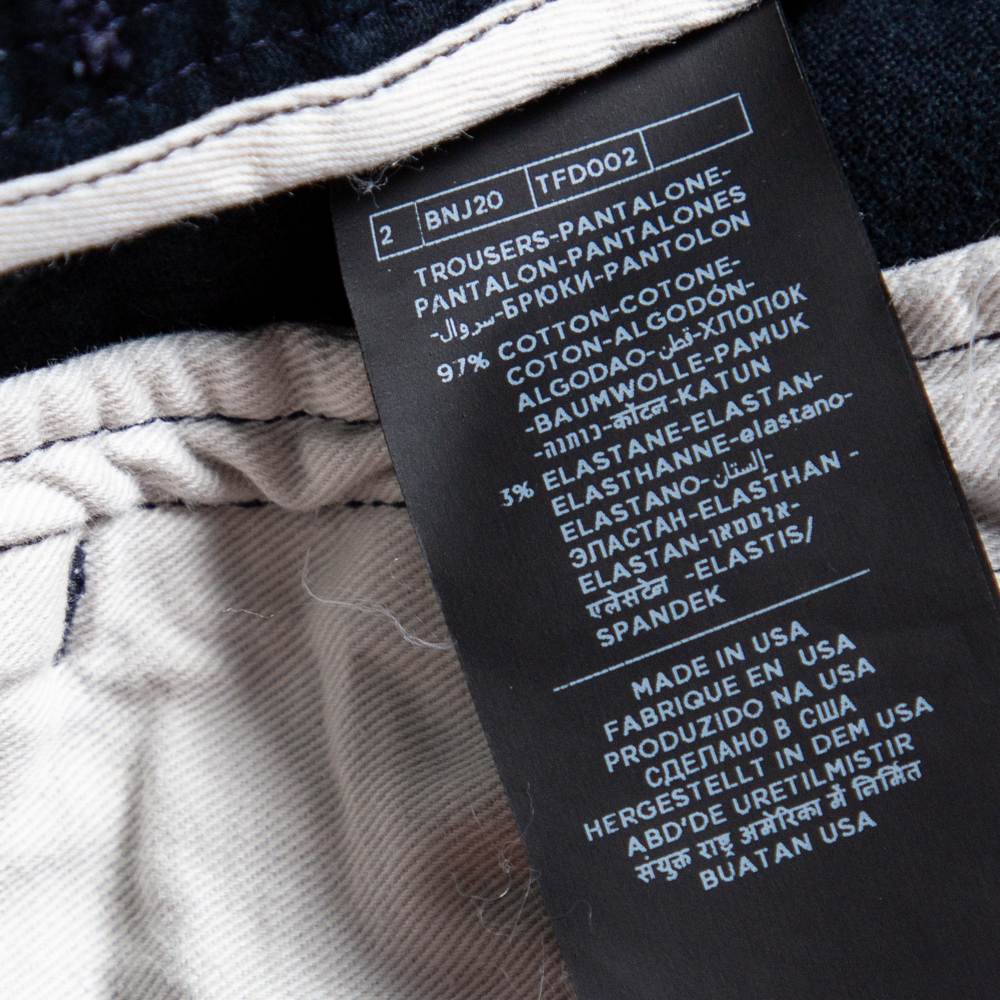 2 BNJ20 TFD002
TROUSERS-PANTALONE-
PANTALON-PANTALONES
-سروال-БРЮКИ-PANTOLON
97% COTTON-COTONE-
COTON-ALGODÓN-
ALGODAO-قطن-ХЛОПОК
-BAUMWOLLE-PAMUK
-כותנה-कॉटन-KATUN
3% ELASTANE-ELASTAN-
ELASTHANNE-elastano-
ELASTANO-إلستان-
ЭЛАСТАН-ELASTHAN -
ELASTAN-אלסטאן-
एलेस्टेन -ELASTIS/
SPANDEK
MADE IN USA
FABRIQUE EN USA
PRODUZIDO NA USA
СДЕЛАНО В США
HERGESTELLT IN DEM USA
ABD'DE URETILMISTIR
संयुक्त राष्ट्र अमेरिका में निर्मित
BUATAN USA